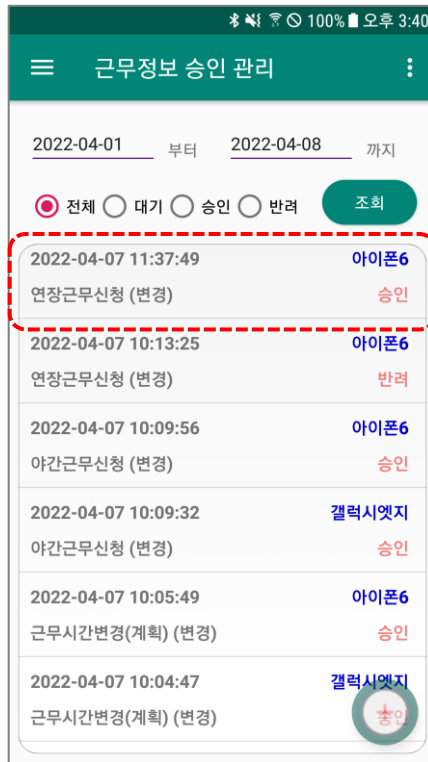 100% 오후 3:40
근무정보 승인 관리
2022-04-01 부터 2022-04-08 까지
전체 대기 승인 반려 조회
2022-04-07 11:37:49 아이폰6
연장근무신청 (변경) 승인
2022-04-07 10:13:25 아이폰6
연장근무신청 (변경) 반려
2022-04-07 10:09:56 아이폰6
야간근무신청 (변경) 승인
2022-04-07 10:09:32 갤럭시엣지
야간근무신청 (변경) 승인
2022-04-07 10:05:49 아이폰6
근무시간변경(계획) (변경) 승인
2022-04-07 10:04:47 갤럭시엣지
근무시간변경(계획) (변경) 승인